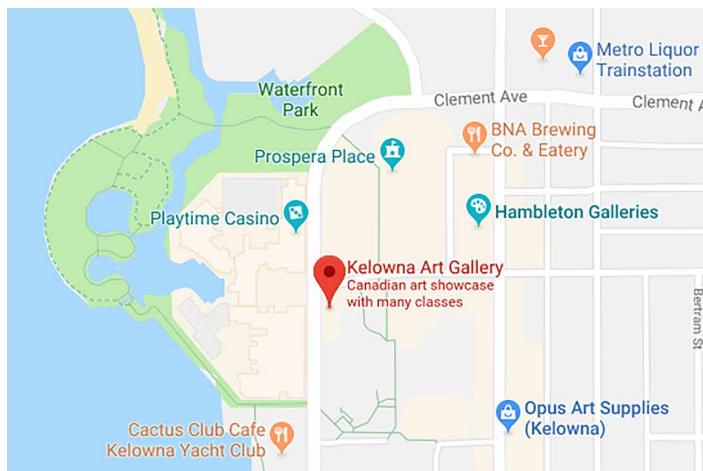 Metro Liquor
Trainstation
Waterfront
Park
Clement Ave
Clement A
BNA Brewing
Co. & Eatery
Prospera Place
Playtime Casino
Hambleton Galleries
Kelowna Art Gallery
Canadian art showcase
with many classes
Bertram St
Opus Art Supplies
(Kelowna)
Cactus Club Cafe
Kelowna Yacht Club